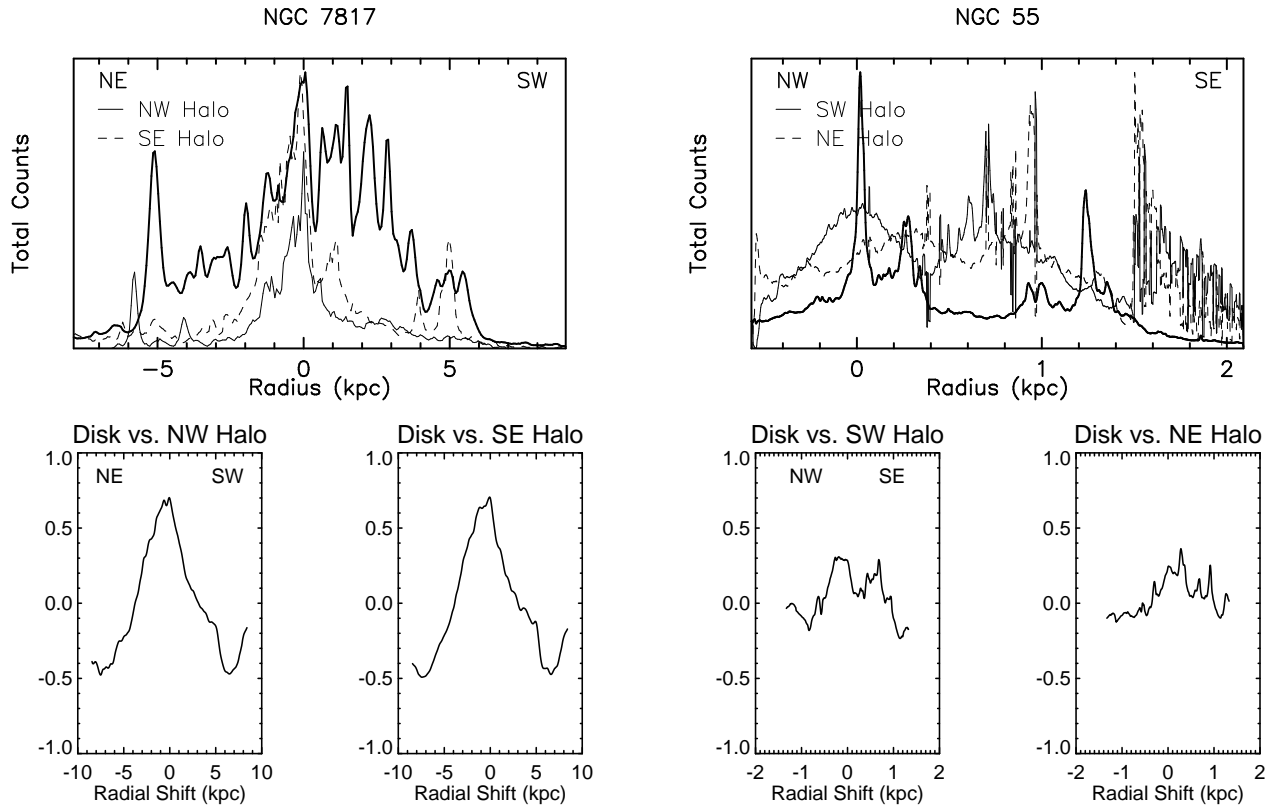 NGC 7817
NE
SW
NW Halo
SE Halo
Total Counts
−5
0
5
Radius (kpc)
NGC 55
NW
SE
SW Halo
NE Halo
Total Counts
0
1
2
Radius (kpc)
Disk vs. NW Halo
NE
SW
1.0
0.5
0.0
-0.5
-1.0
-10
-5
0
5
10
Radial Shift (kpc)
Disk vs. SE Halo
1.0
0.5
0.0
-0.5
-1.0
-10
-5
0
5
10
Radial Shift (kpc)
Disk vs. SW Halo
NW
SE
1.0
0.5
0.0
-0.5
-1.0
-2
-1
0
1
2
Radial Shift (kpc)
Disk vs. NE Halo
1.0
0.5
0.0
-0.5
-1.0
-2
-1
0
1
2
Radial Shift (kpc)